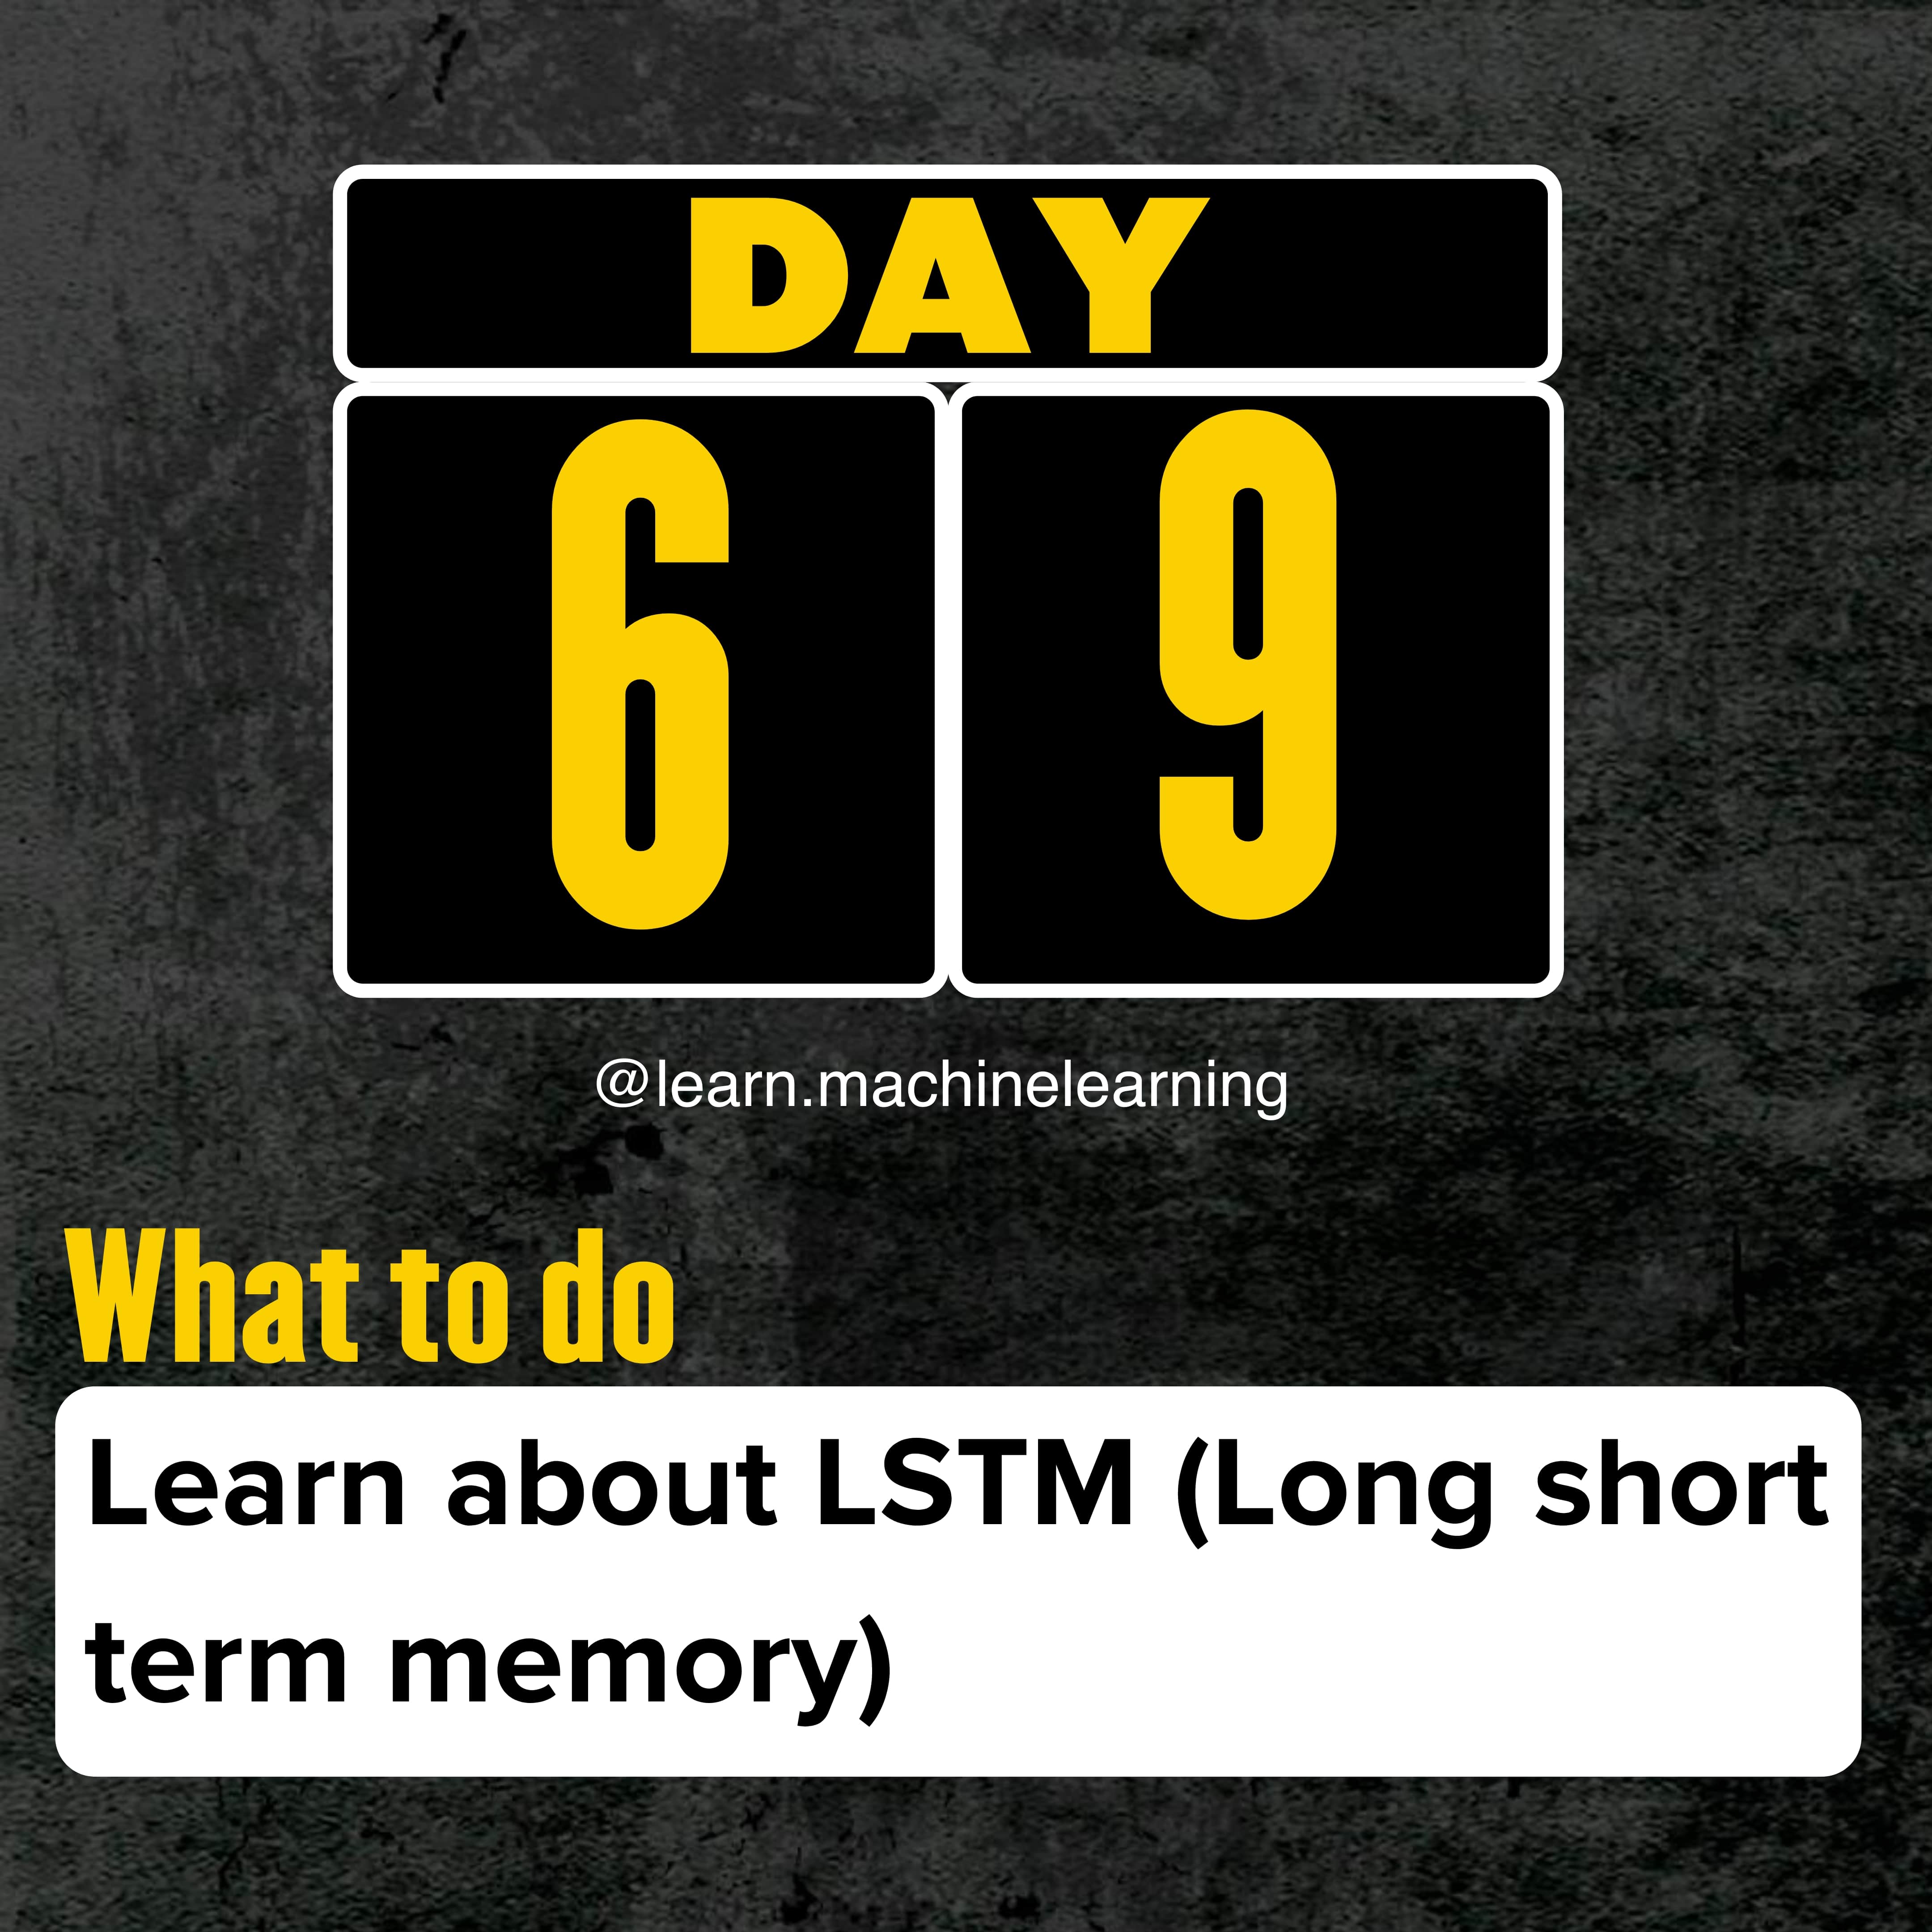 DAY
6 9
@learn.machinelearning
What to do
Learn about LSTM (Long short
term memory)